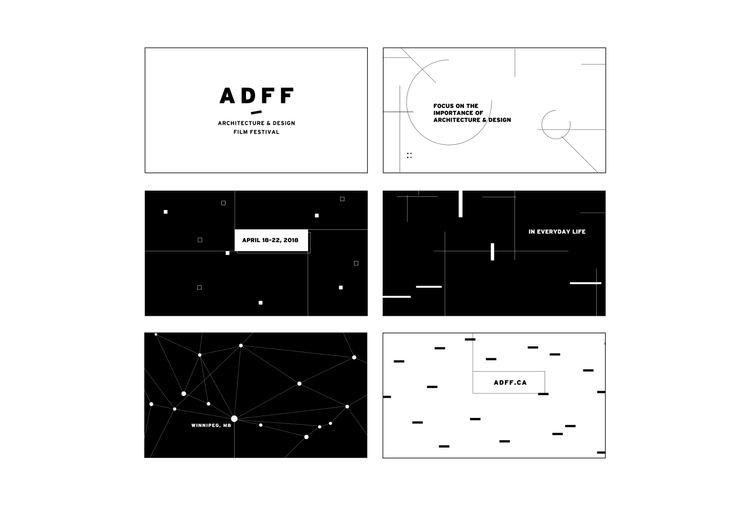 ADFF
ARCHITECTURE & DESIGN
FILM FESTIVAL
FOCUS ON THE
IMPORTANCE OF
ARCHITECTURE & DESIGN
APRIL 18-22, 2018
IN EVERYDAY LIFE
WINNIPEG, MB
ADFF.CA